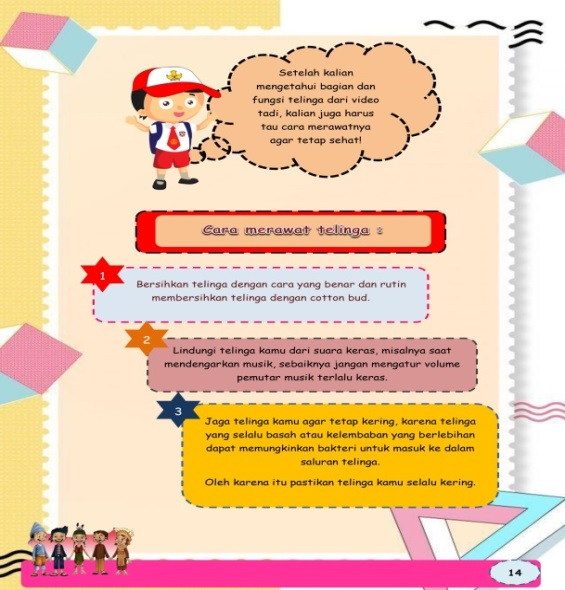 Setelah kalian
mengetahui bagian dan
fungsi telinga dari video
tadi, kalian juga harus
tau cara merawatnya
agar tetap sehat!
Cara merawat telinga :
1
Bersihkan telinga dengan cara yang benar dan rutin
membersihkan telinga dengan cotton bud.
2
Lindungi telinga kamu dari suara keras, misalnya saat
mendengarkan musik, sebaiknya jangan mengatur volume
pemutar musik terlalu keras.
3
Jaga telinga kamu agar tetap kering, karena telinga
yang selalu basah atau kelembaban yang berlebihan
dapat memungkinkan bakteri untuk masuk ke dalam
saluran telinga.
Oleh karena itu pastikan telinga kamu selalu kering.
14